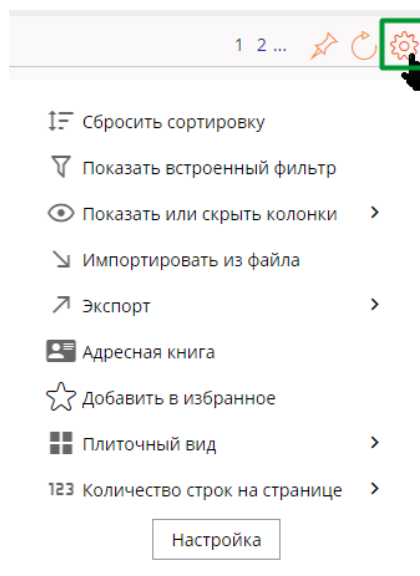 1 2 ...
Сбросить сортировку
Показать встроенный фильтр
Показать или скрыть колонки
Импортировать из файла
Экспорт
Адресная книга
Добавить в избранное
Плиточный вид
123 Количество строк на странице
Настройка